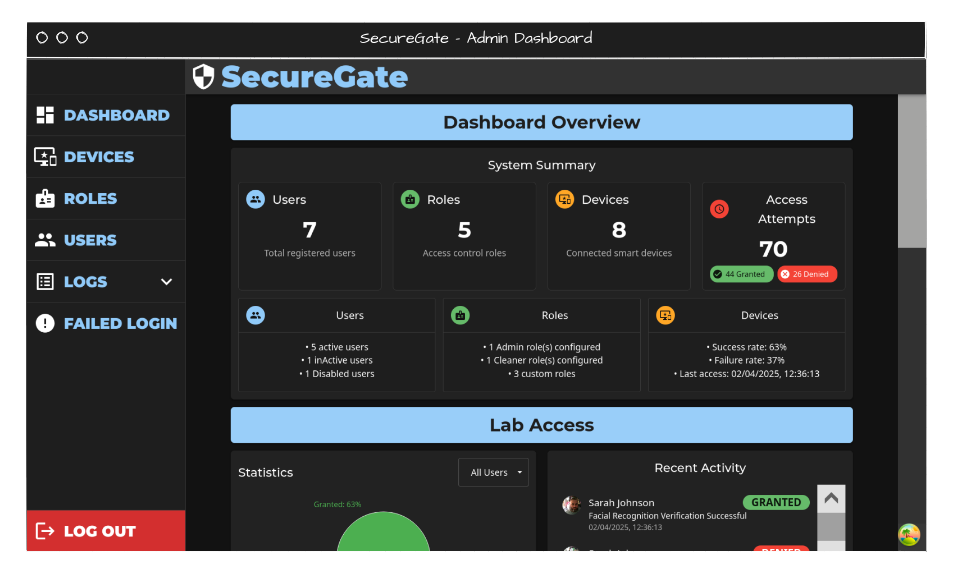 SecureGate - Admin Dashboard
SecureGate
DASHBOARD
DEVICES
ROLES
USERS
LOGS
FAILED LOGIN
LOG OUT
Dashboard Overview
System Summary
Users
7
Total registered users
Roles
5
Access control roles
Devices
8
Connected smart devices
Access
Attempts
70
44 Granted
26 Denied
Users
• 5 active users
• 1 inActive users
• 1 Disabled users
Roles
• 1 Admin role(s) configured
• 1 Cleaner role(s) configured
• 3 custom roles
Devices
• Success rate: 63%
• Failure rate: 37%
• Last access: 02/04/2025, 12:36:13
Lab Access
Statistics
All Users
Granted: 63%
Recent Activity
Sarah Johnson
GRANTED
Facial Recognition Verification Successful
02/04/2025, 12:36:13